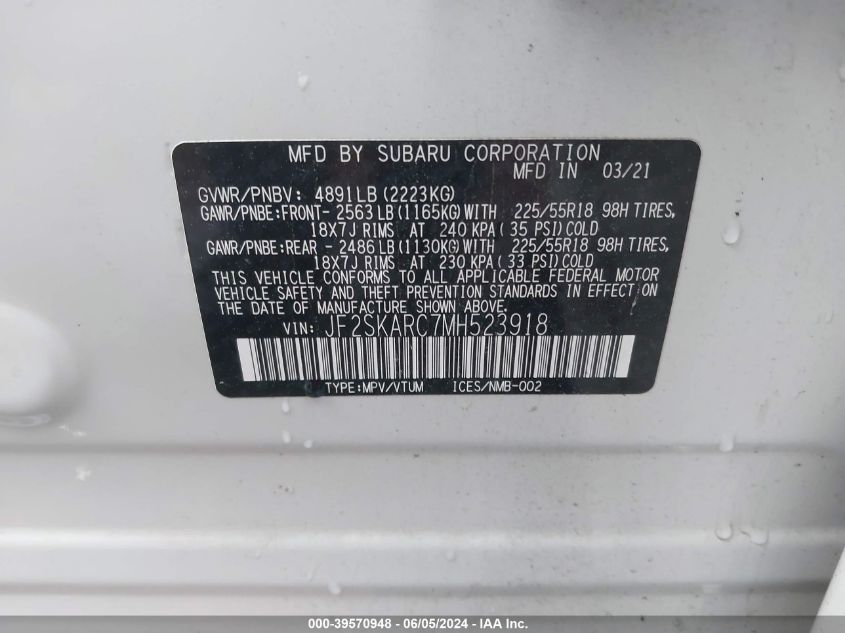 MFD BY SUBARU CORPORATION
MFD IN 03/21
GVWR/PNBV: 4891LB (2223KG)
GAWR/PNBE:FRONT- 2563 LB (1165KG) WITH 225/55R18 98H TIRES,
18X7J RIMS AT 240 KPA ( 35 PSI) COLD
GAWR/PNBE: REAR - 2486 LB (1130KG) WITH 225/55R18 98H TIRES,
18X7J RIMS AT 230 KPA ( 33 PSI) COLD
THIS VEHICLE CONFORMS TO ALL APPLICABLE FEDERAL MOTOR
VEHICLE SAFETY AND THEFT PREVENTION STANDARDS IN EFFECT ON
THE DATE OF MANUFACTURE SHOWN ABOVE.
VIN: JF2SKARC7MH523918
TYPE:MPV/VTUM ICES/NMB-002
000-39570948 - 06/05/2024 - IAA Inc.